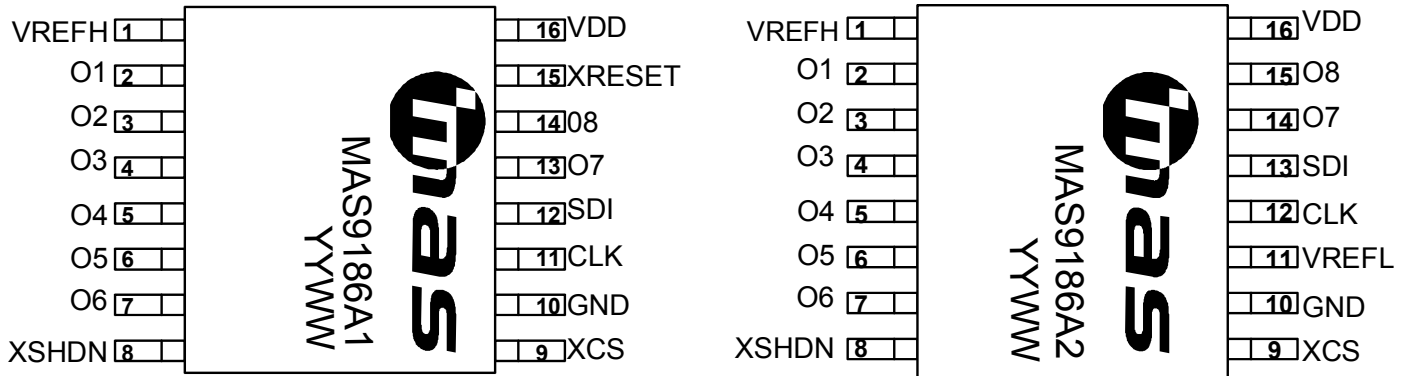 VREFH 1
O1 2
O2 3
O3 4
O4 5
O5 6
O6 7
XSHDN 8
16 VDD
15 XRESET
14 08
13 O7
12 SDI
11 CLK
10 GND
9 XCS
mas
MAS9186A1
YYWW
VREFH 1
O1 2
O2 3
O3 4
O4 5
O5 6
O6 7
XSHDN 8
16 VDD
15 O8
14 O7
13 SDI
12 CLK
11 VREFL
10 GND
9 XCS
mas
MAS9186A2
YYWW